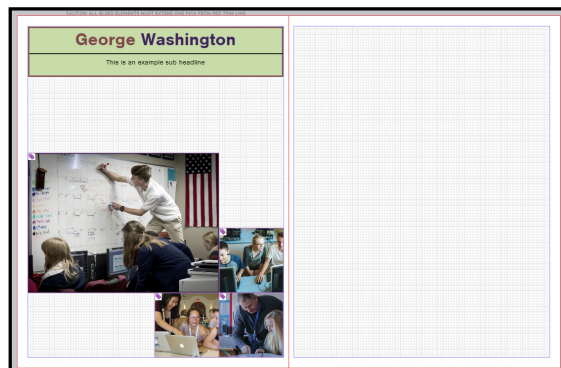 CAUTION: ALL BLEED ELEMENTS MUST EXTEND ONE PICA FROM RED TRIM LINE
George Washington
This is an example sub headline